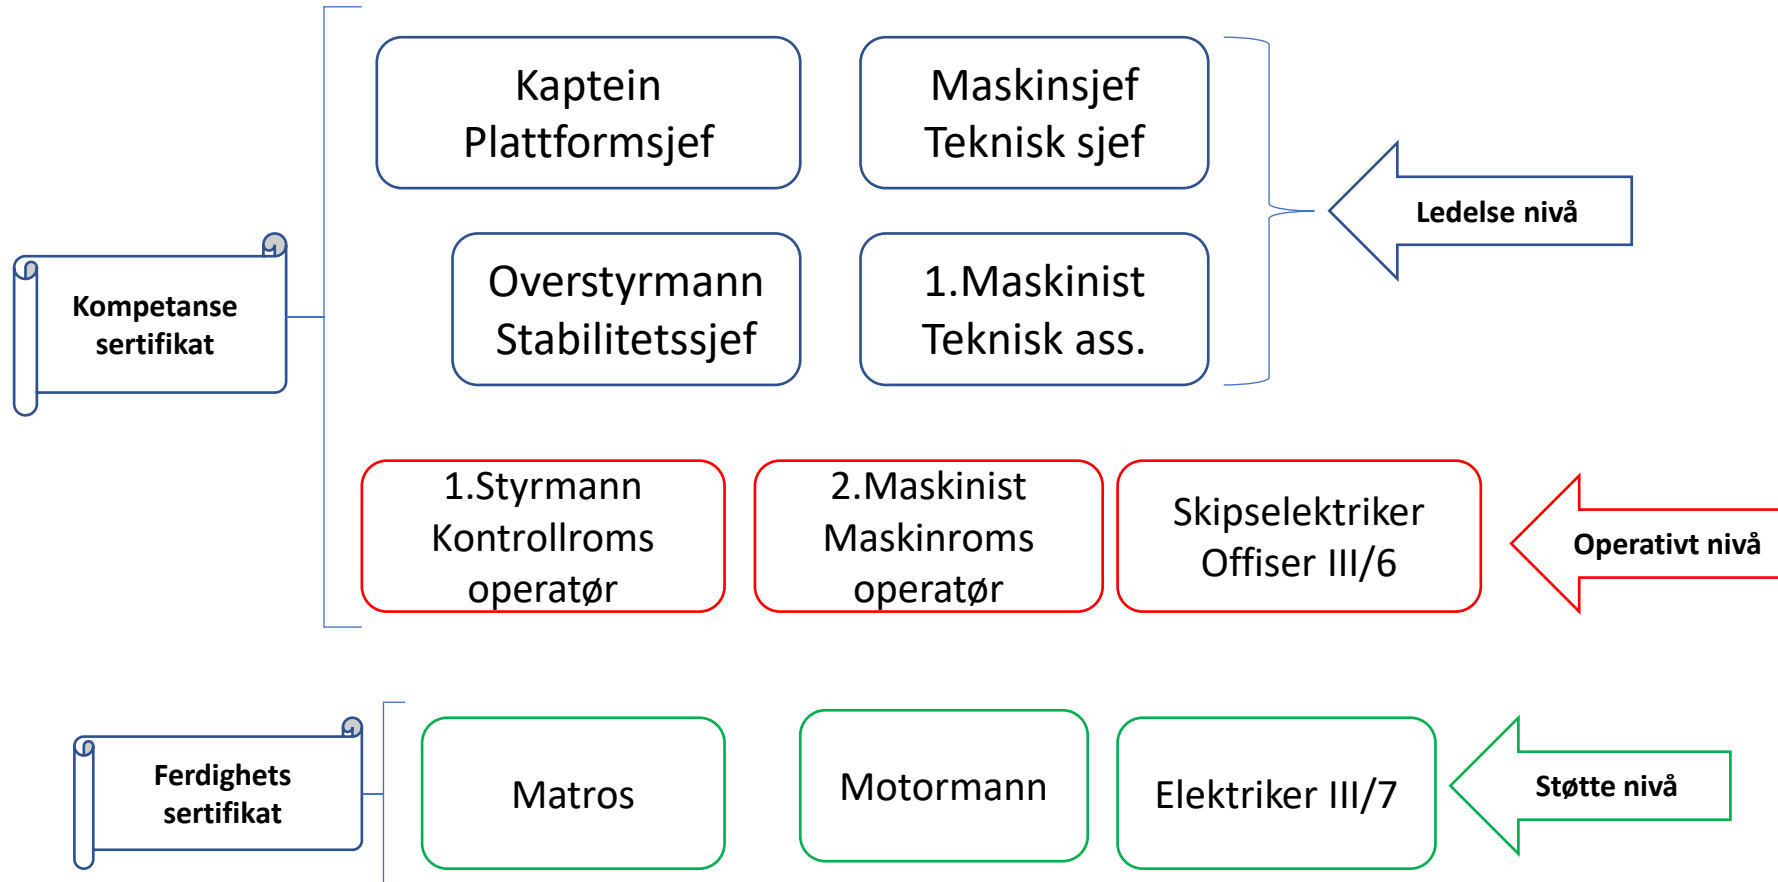 Kaptein
Plattformsjef
Maskinsjef
Teknisk sjef
Ledelse nivå
Kompetanse
sertifikat
Overstyrmann
Stabilitetssjef
1.Maskinist
Teknisk ass.
1.Styrmann
Kontrollroms
operatør
2.Maskinist
Maskinroms
operatør
Skipselektriker
Offiser III/6
Operativt nivå
Ferdighets
sertifikat
Matros
Motormann
Elektriker III/7
Støtte nivå